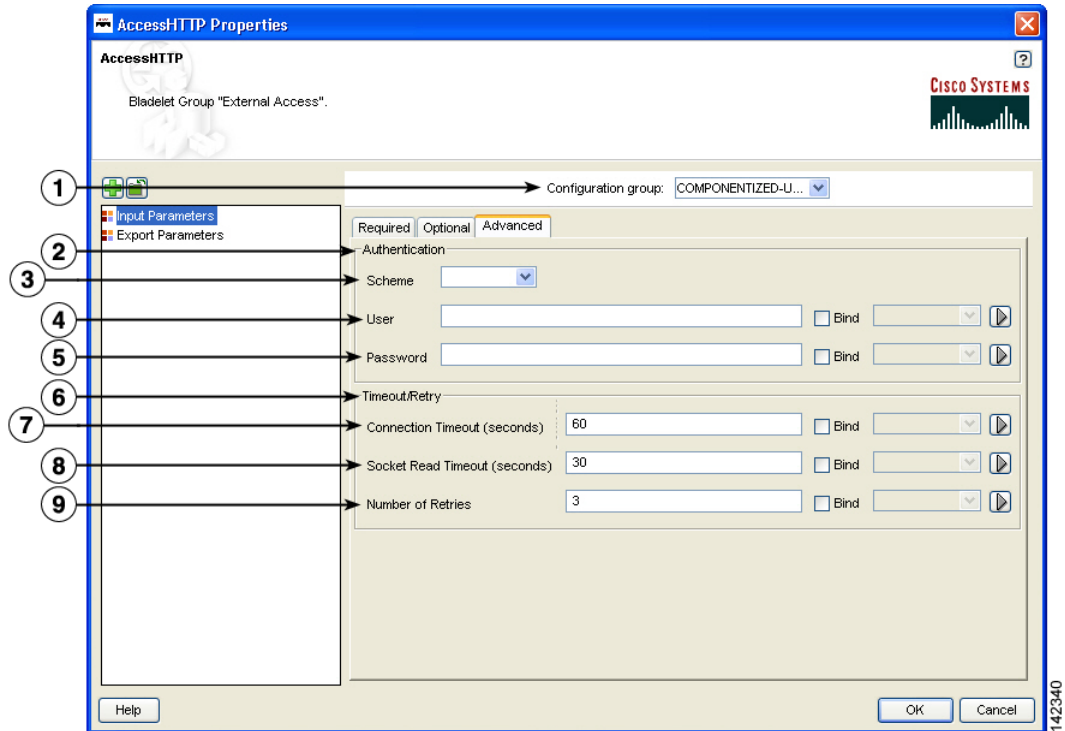 AccessHTTP Properties
AccessHTTP
?
Bladelet Group "External Access".
CISCO SYSTEMS
1
Configuration group: COMPONENTIZED-U...
Input Parameters
Export Parameters
Required Optional Advanced
2
Authentication
3
Scheme
4
User
Bind
5
Password
Bind
6
Timeout/Retry
7
Connection Timeout (seconds) 60 Bind
8
Socket Read Timeout (seconds) 30 Bind
9
Number of Retries 3 Bind
Help
OK
Cancel
142340